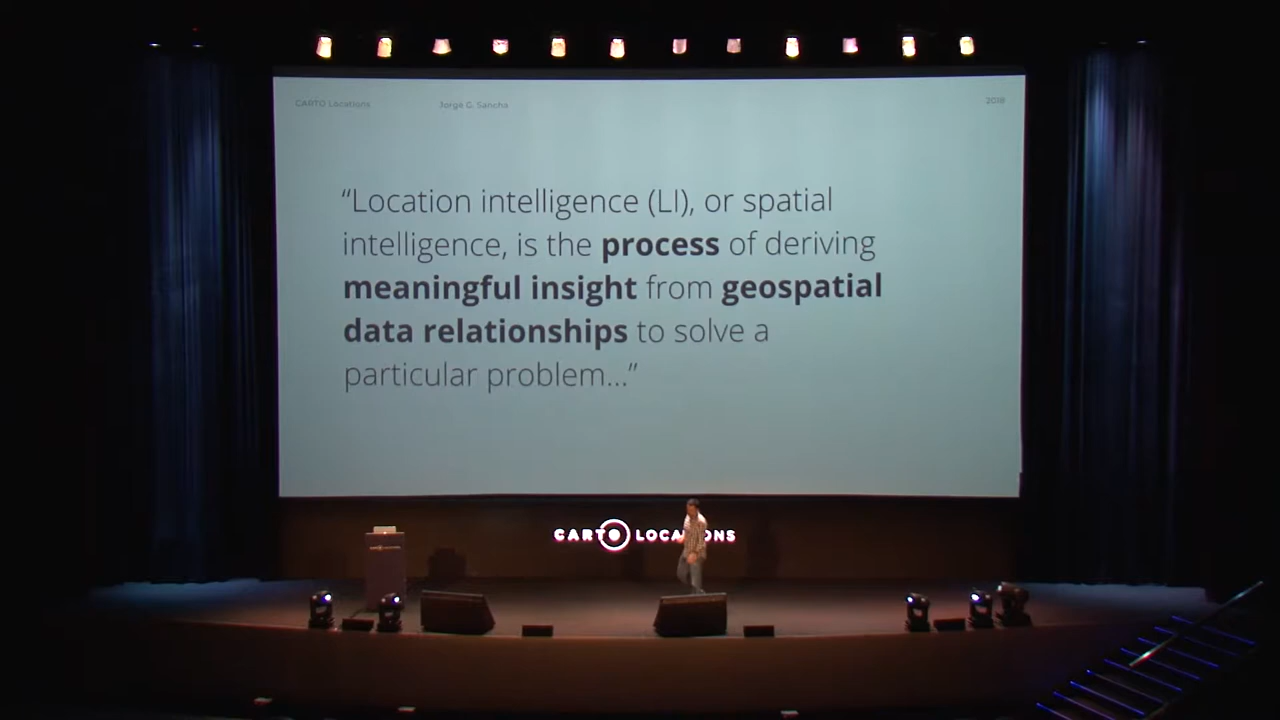 CARTO Locations
Jorge G. Sancha
2018
“Location intelligence (LI), or spatial
intelligence, is the process of deriving
meaningful insight from geospatial
data relationships to solve a
particular problem...”
CARTO LOCATIONS